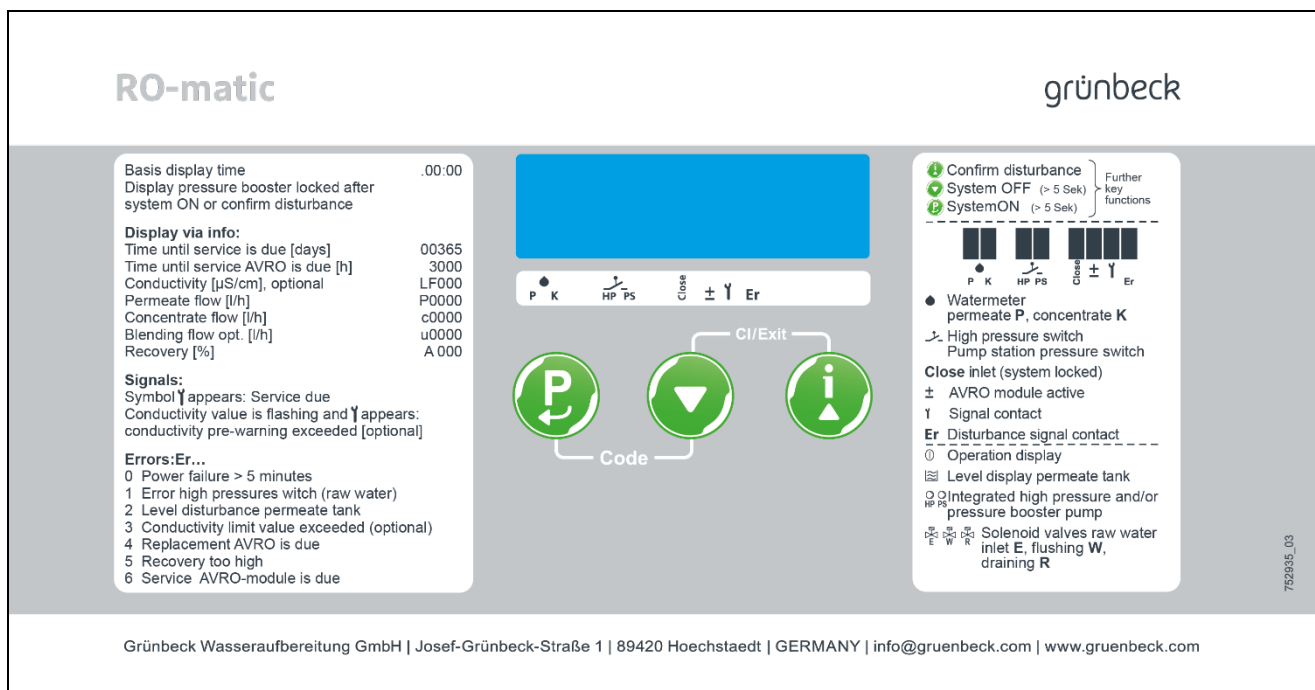 RO-matic
grünbeck
Basis display time .00:00
Display pressure booster locked after
system ON or confirm disturbance
Display via info:
Time until service is due [days] 00365
Time until service AVRO is due [h] 3000
Conductivity [µS/cm], optional LF000
Permeate flow [l/h] P0000
Concentrate flow [l/h] c0000
Blending flow opt. [l/h] u0000
Recovery [%] A 000
Signals:
Symbol appears: Service due
Conductivity value is flashing and appears:
conductivity pre-warning exceeded [optional]
Errors:Er...
0 Power failure > 5 minutes
1 Error high pressures witch (raw water)
2 Level disturbance permeate tank
3 Conductivity limit value exceeded (optional)
4 Replacement AVRO is due
5 Recovery too high
6 Service AVRO-module is due
P K HP PS Close ± Er
CI/Exit
P
i
Code
i Confirm disturbance
System OFF (> 5 Sek)
P SystemON (> 5 Sek)
Further
key
functions
P K HP PS Close ± Er
Watermeter
permeate P, concentrate K
High pressure switch
Pump station pressure switch
Close inlet (system locked)
± AVRO module active
Signal contact
Er Disturbance signal contact
Operation display
Level display permeate tank
HP PS Integrated high pressure and/or
pressure booster pump
E W R Solenoid valves raw water
inlet E, flushing W,
draining R
752935_03
Grünbeck Wasseraufbereitung GmbH | Josef-Grünbeck-Straße 1 | 89420 Hoechstaedt | GERMANY | info@gruenbeck.com | www.gruenbeck.com